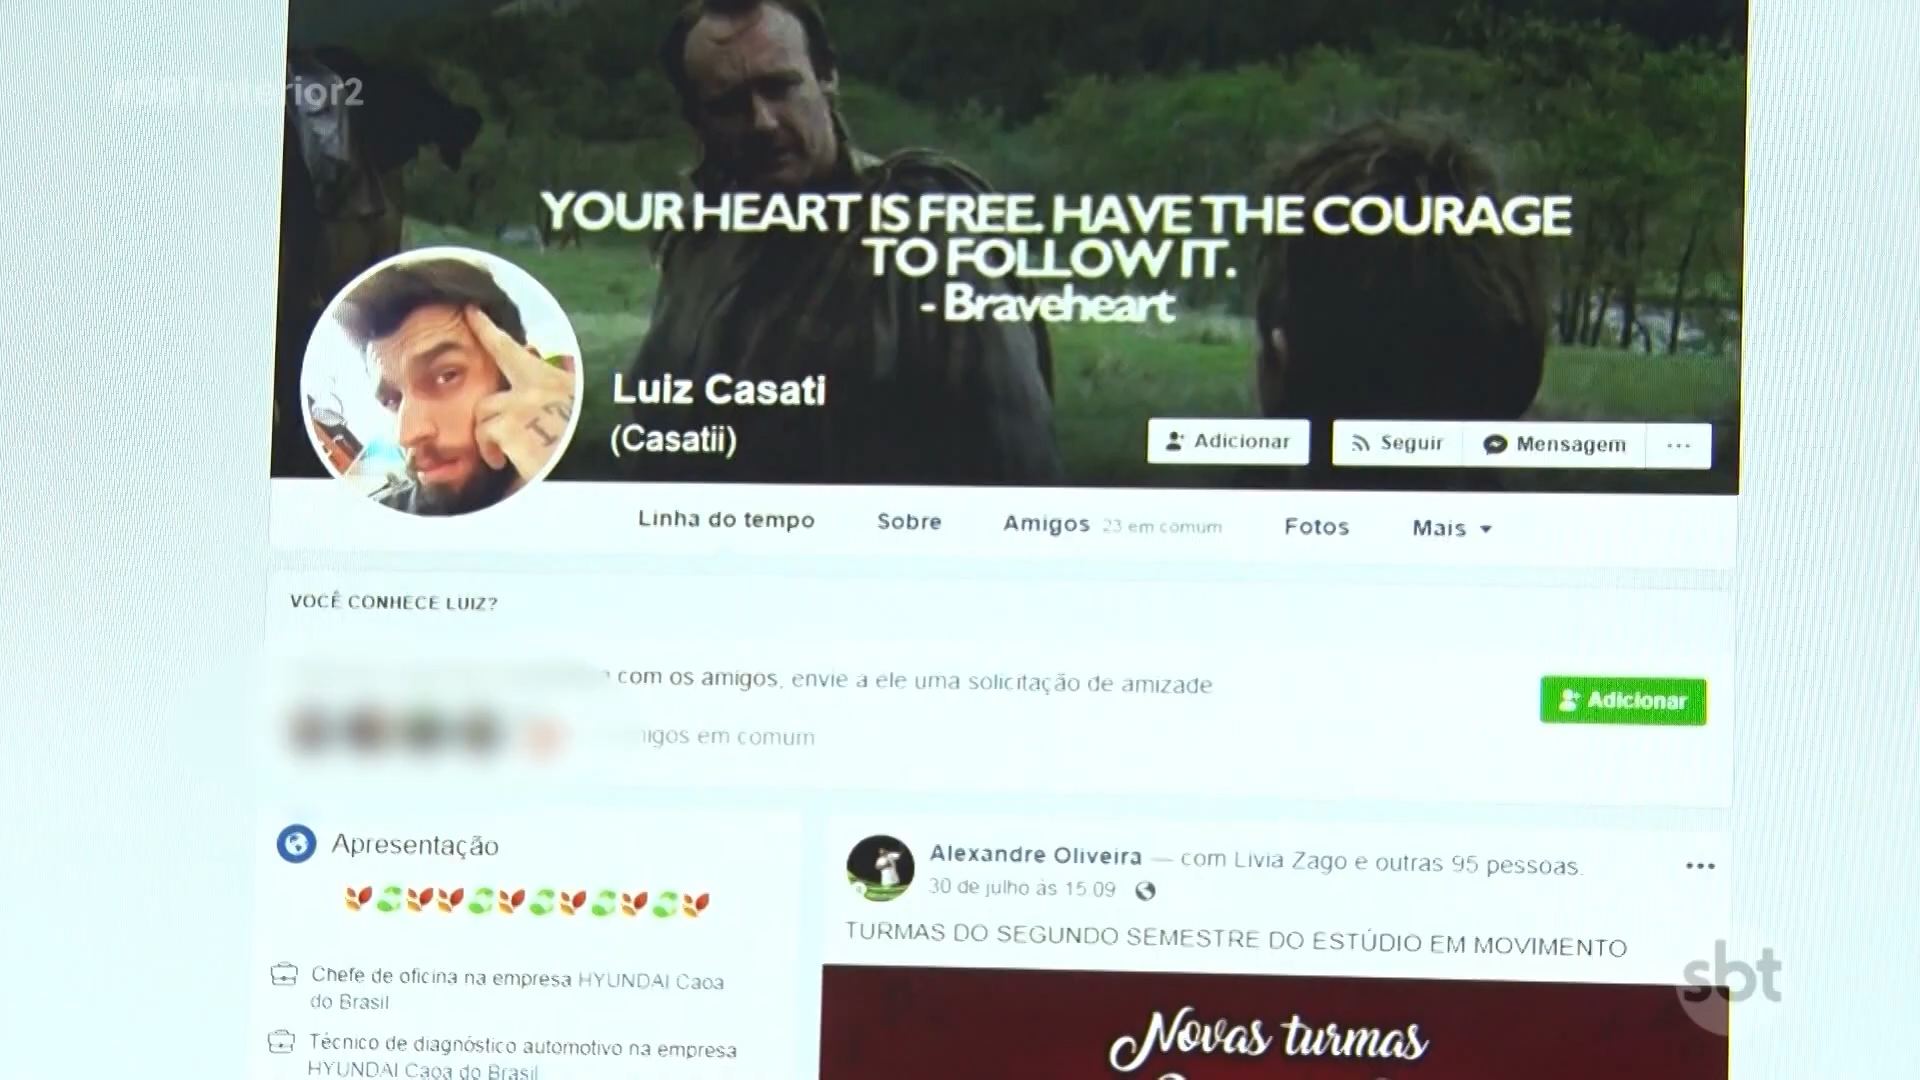 #SBTInterior2
YOUR HEART IS FREE. HAVE THE COURAGE
TO FOLLOW IT.
- Braveheart
Luiz Casati
(Casatii)
Adicionar
Seguir
Mensagem
...
Linha do tempo
Sobre
Amigos 23 em comum
Fotos
Mais
VOCÊ CONHECE LUIZ?
com os amigos, envie a ele uma solicitação de amizade
Adicionar
em comum
Apresentação
Alexandre Oliveira — com Livia Zago e outras 95 pessoas.
30 de julho às 15:09
TURMAS DO SEGUNDO SEMESTRE DO ESTÚDIO EM MOVIMENTO
Chefe de oficina na empresa HYUNDAI Caoa
do Brasil
Técnico de diagnóstico automotivo na empresa
HYUNDAI Caoa do Brasil
Novas turmas
sbt